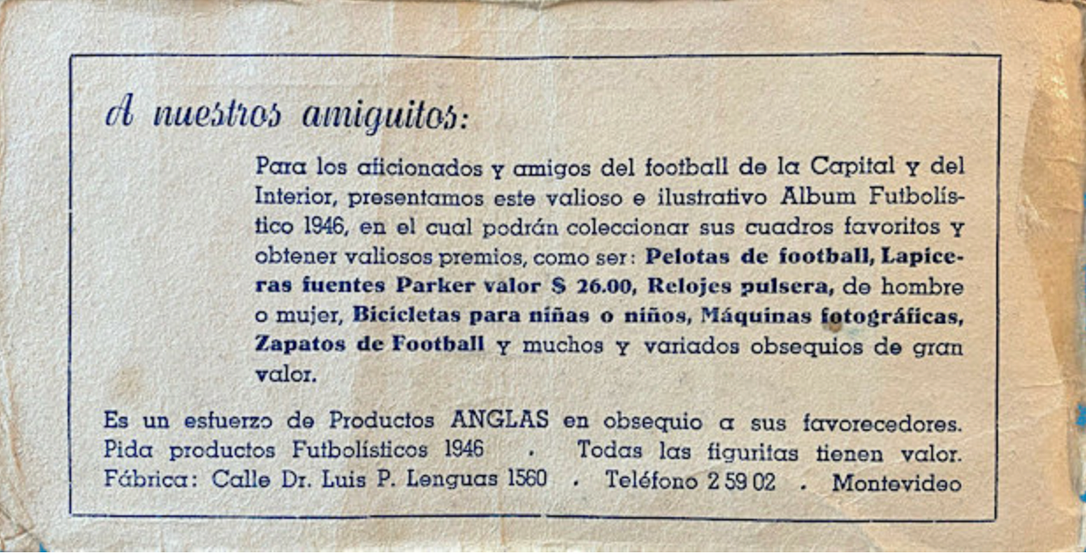 A nuestros amiguitos:
Para los aficionados y amigos del football de la Capital y del
Interior, presentamos este valioso e ilustrativo Album Futbolís-
tico 1946, en el cual podrán coleccionar sus cuadros favoritos y
obtener valiosos premios, como ser: Pelotas de football, Lapice-
ras fuentes Parker valor $ 26.00, Relojes pulsera, de hombre
o mujer, Bicicletas para niñas o niños, Máquinas fotográficas,
Zapatos de Football y muchos y variados obsequios de gran
valor.
Es un esfuerzo de Productos ANGLAS en obsequio a sus favorecedores.
Pida productos Futbolísticos 1946 . Todas las figuritas tienen valor.
Fábrica: Calle Dr. Luis P. Lenguas 1560 . Teléfono 2 59 02 . Montevideo